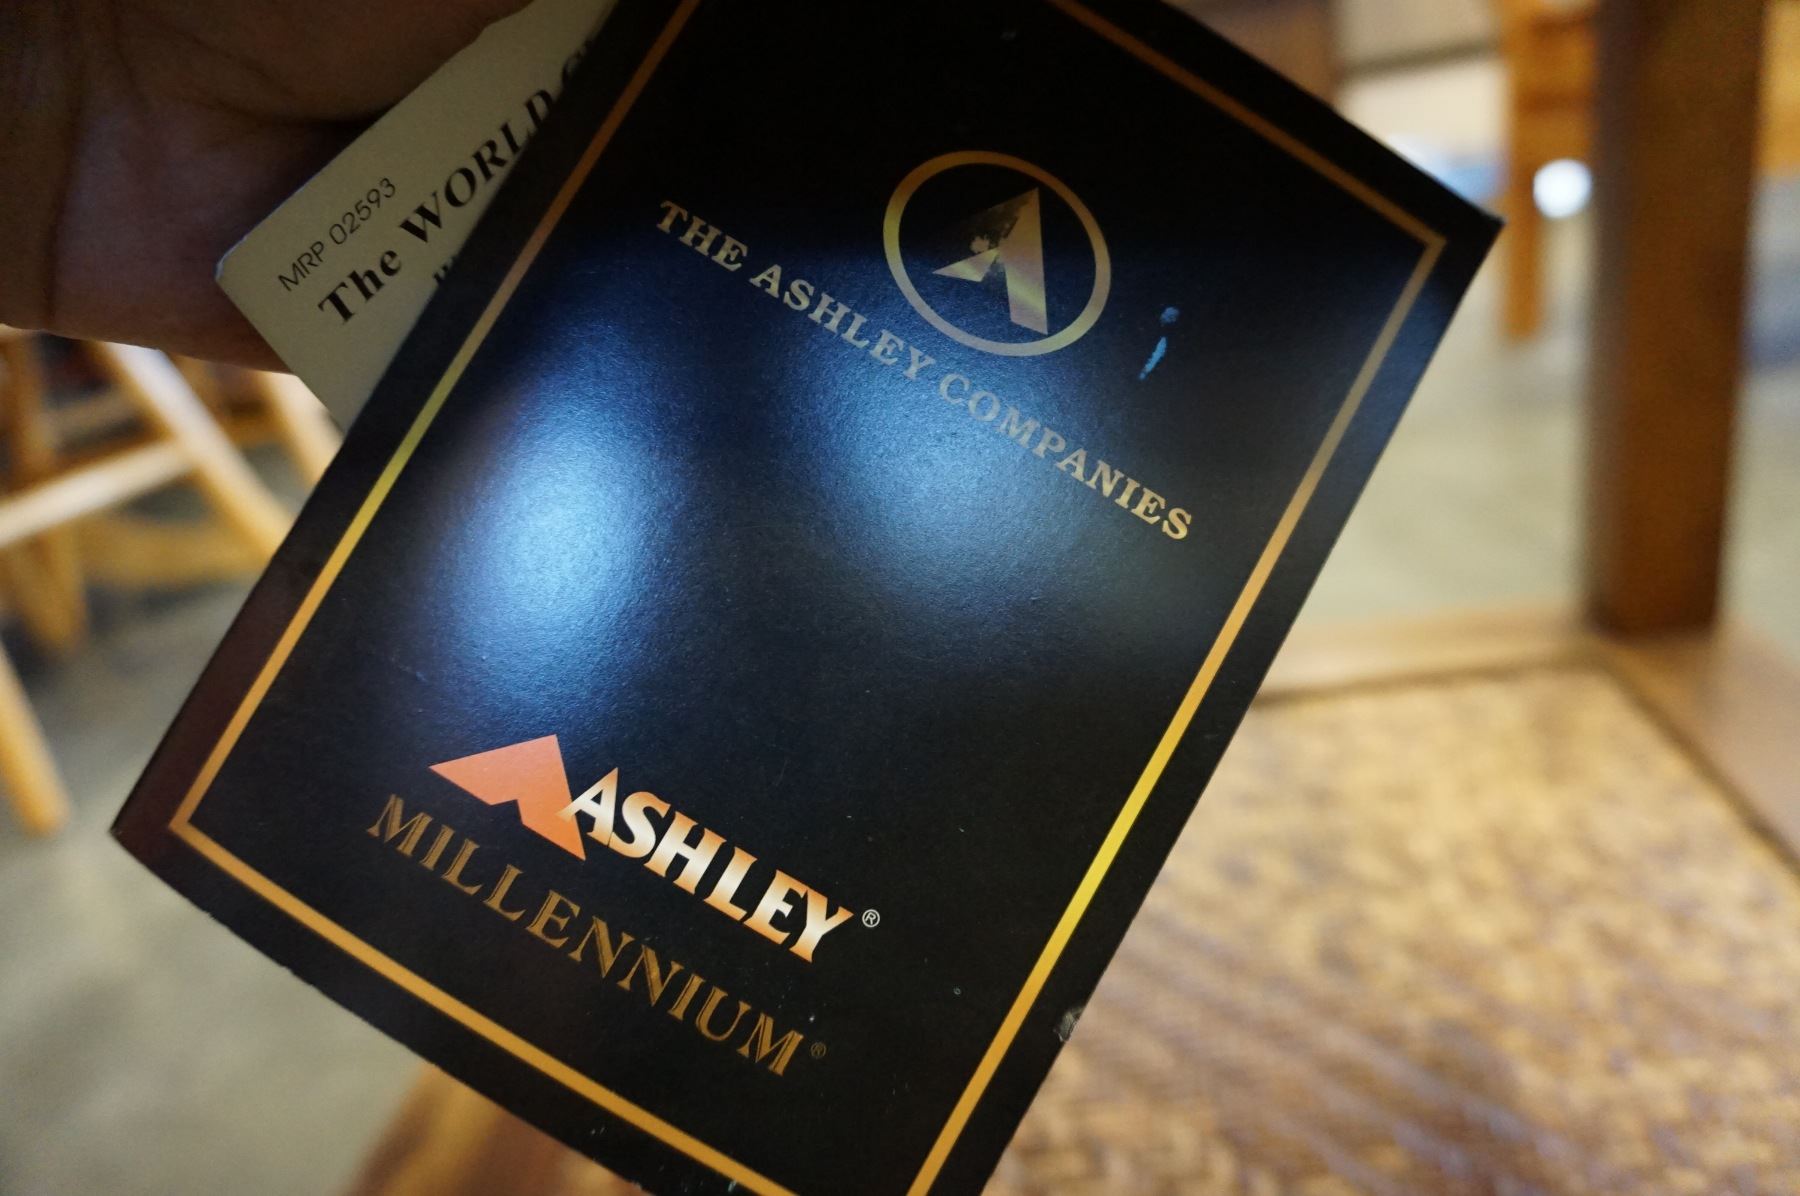 MRP 02593
The WORLD
THE ASHLEY COMPANIES
ASHLEY®
MILLENNIUM®